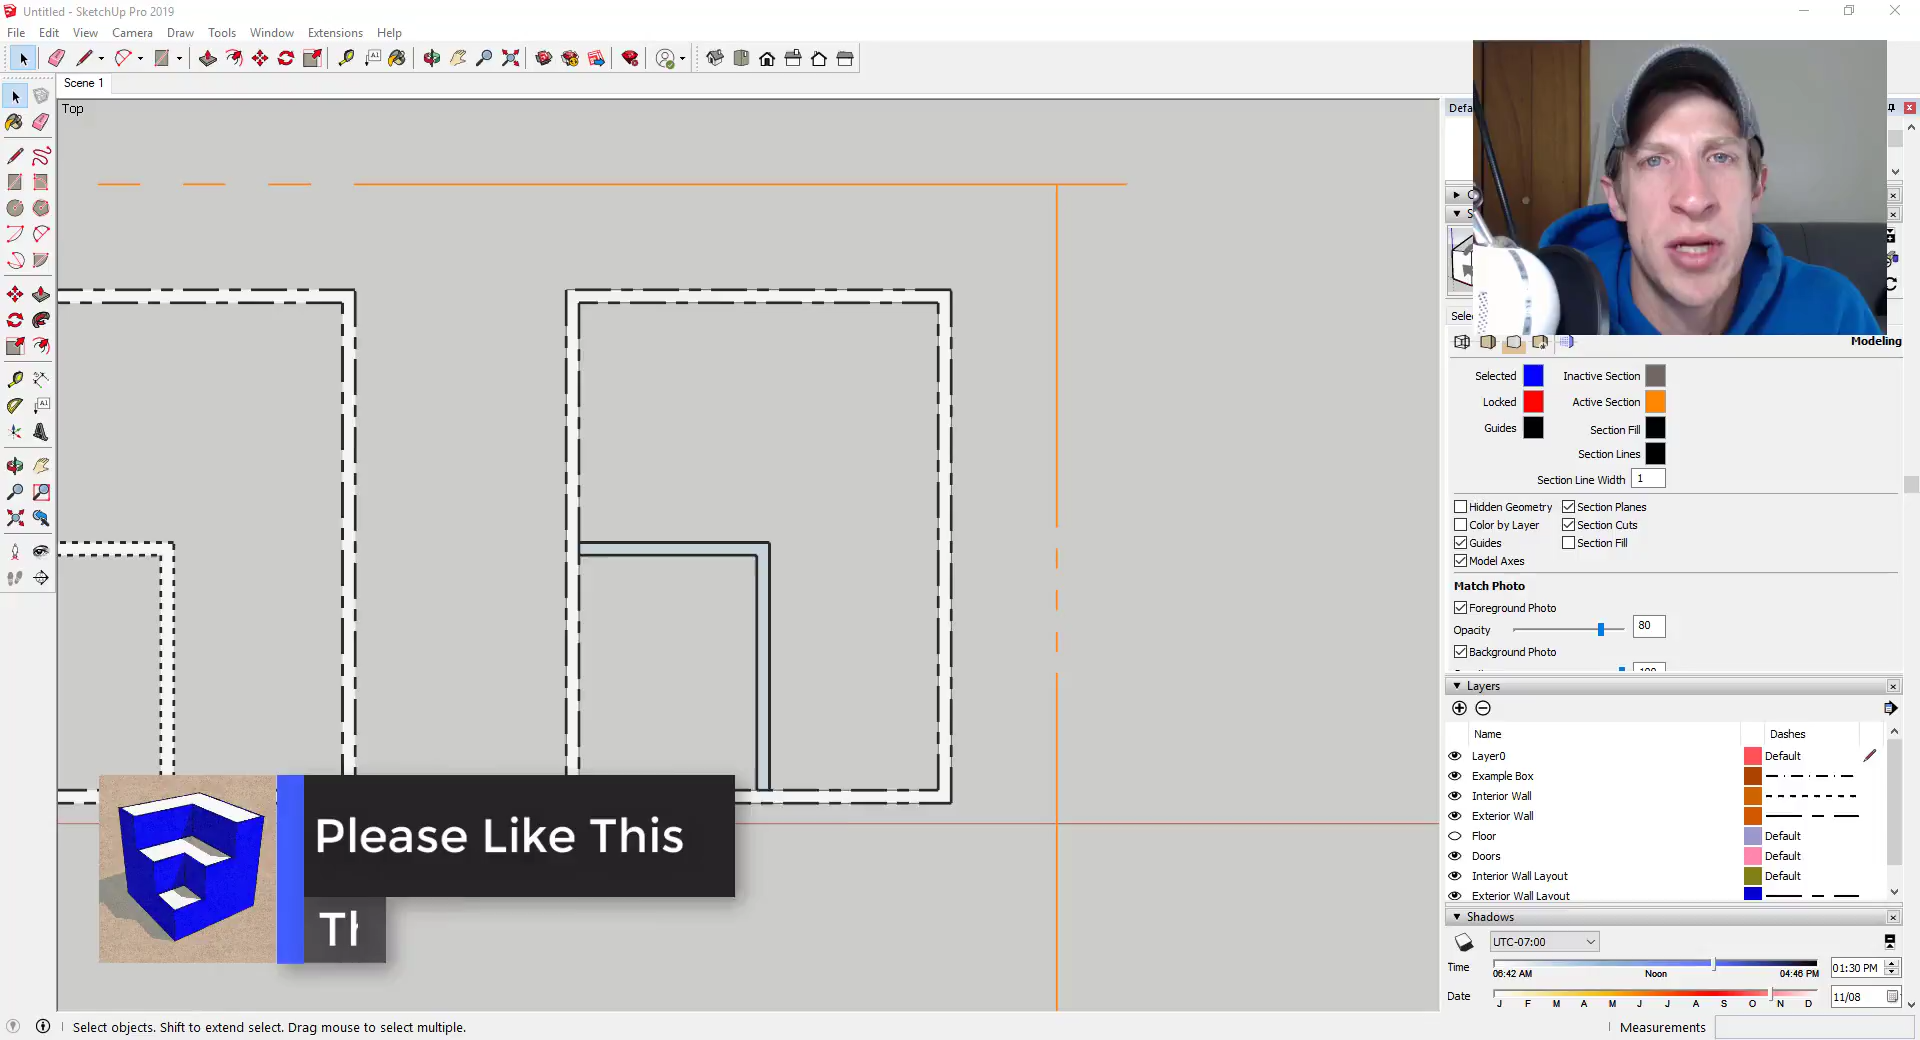 Untitled - SketchUp Pro 2019
File Edit View Camera Draw Tools Window Extensions Help
Scene 1
Top
Modeling
Selected Inactive Section
Locked Active Section
Guides Section Fill
Section Lines
Section Line Width 1
Hidden Geometry Section Planes
Color by Layer Section Cuts
Guides Section Fill
Model Axes
Match Photo
Foreground Photo
Opacity 80
Background Photo
Layers
Name Dashes
Layer0 Default
Example Box
Interior Wall
Exterior Wall
Floor Default
Doors Default
Interior Wall Layout Default
Exterior Wall Layout
Shadows
UTC-07:00
Time 06:42 AM Noon 04:46 PM 01:30 PM
Date J F M A M J J A S O N D 11/08
Please Like This
Select objects. Shift to extend select. Drag mouse to select multiple.
Measurements